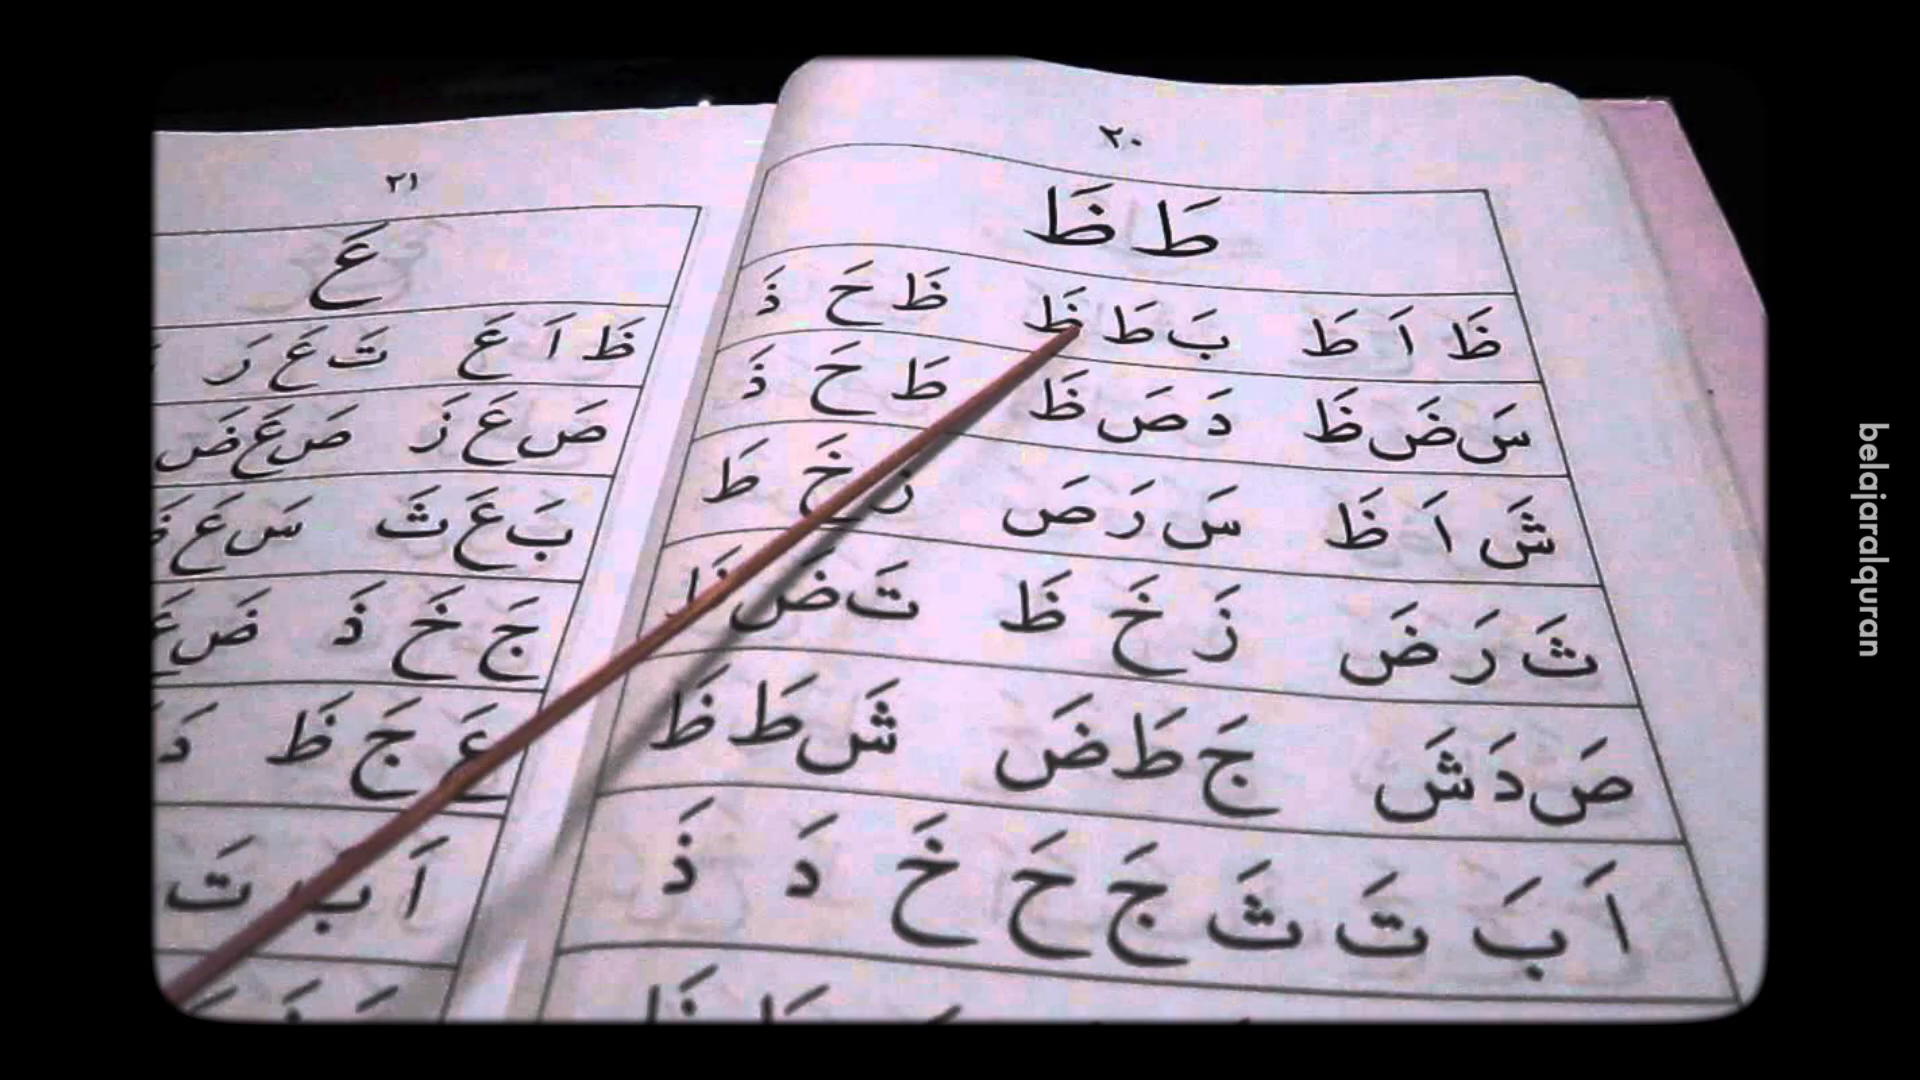 ٢٠
طَ ظَ
ظَ اَ طَ بَ طَ ظَ ظَ حَ ذَ
سَ ضَ ظَ دَ صَ ظَ طَ حَ ذَ
شَ اَ ظَ سَ رَ صَ زَ خَ طَ
ثَ رَ ضَ زَ خَ ظَ تَ ضَ
صَ دَ شَ جَ طَ ضَ شَ طَ ظَ
اَ بَ تَ ثَ جَ حَ خَ دَ ذَ
٢١
عَ
ظَ اَ عَ تَ عَ رَ
صَ عَ زَ صَ عَ ضَ
بَ عَ ثَ سَ عَ
جَ خَ ذَ ضَ
عَ جَ ظَ دَ
اَ بَ تَ
belajaralquran